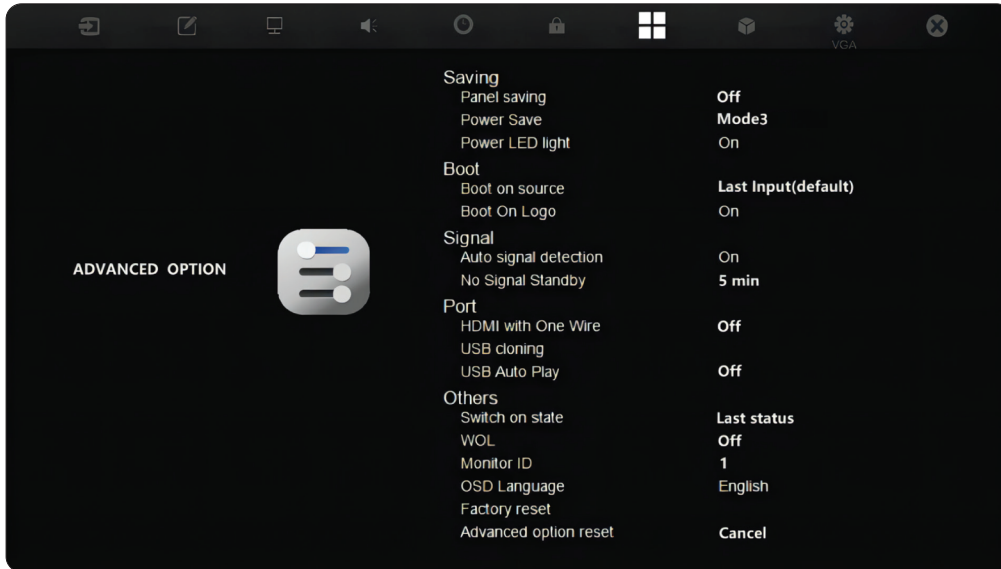 VGA
Saving
Panel saving Off
Power Save Mode3
Power LED light On
Boot
Boot on source Last Input(default)
Boot On Logo On
Signal
Auto signal detection On
No Signal Standby 5 min
Port
HDMI with One Wire Off
USB cloning
USB Auto Play Off
Others
Switch on state Last status
WOL Off
Monitor ID 1
OSD Language English
Factory reset
Advanced option reset Cancel
ADVANCED OPTION